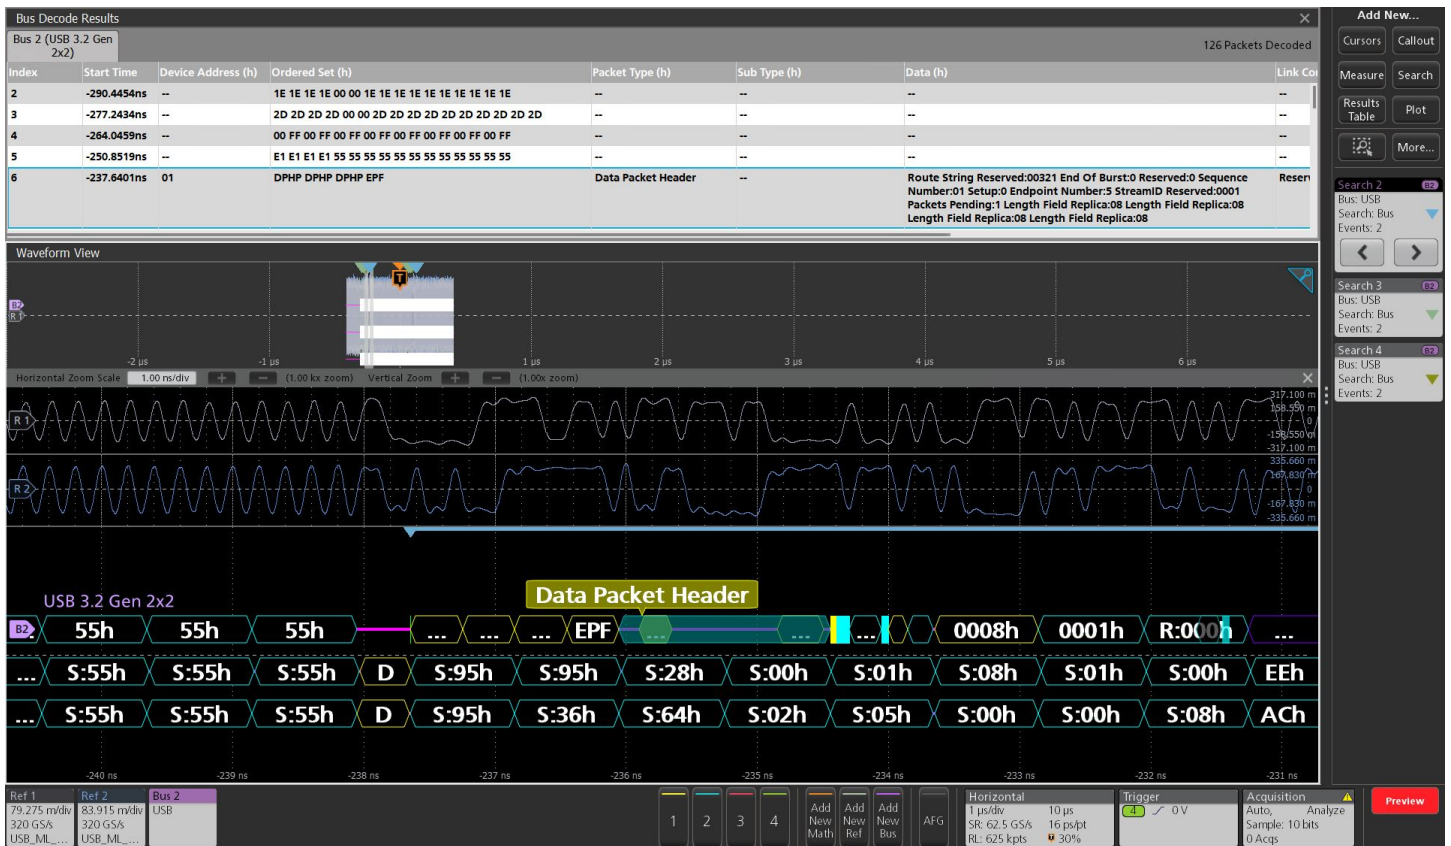 Bus Decode Results
Bus 2 (USB 3.2 Gen
2x2)
126 Packets Decoded
Index Start Time Device Address (h) Ordered Set (h) Packet Type (h) Sub Type (h) Data (h)
2 -290.4454ns -- 1E 1E 1E 1E 00 00 1E 1E 1E 1E 1E 1E 1E 1E 1E 1E -- -- --
3 -277.2434ns -- 2D 2D 2D 2D 00 00 2D 2D 2D 2D 2D 2D 2D 2D 2D 2D -- -- --
4 -264.0459ns -- 00 FF 00 FF 00 FF 00 FF 00 FF 00 FF 00 FF 00 FF -- -- --
5 -250.8519ns -- E1 E1 E1 E1 55 55 55 55 55 55 55 55 55 55 55 55 -- -- --
6 -237.6401ns 01 DPHP DPHP DPHP EPF Data Packet Header -- Route String Reserved:00321 End Of Burst:0 Reserved:0 Sequence
Number:01 Setup:0 Endpoint Number:5 StreamID Reserved:0001
Packets Pending:1 Length Field Replica:08 Length Field Replica:08
Length Field Replica:08 Length Field Replica:08
Waveform View
B2
R 1
T
-2 µs -1 µs 1 µs 2 µs 3 µs 4 µs 5 µs 6 µs
Horizontal Zoom Scale 1.00 ns/div + − (1.00 kx zoom) Vertical Zoom + − (1.00x zoom)
R 1
317.100 m
158.550 m
0
-158.550 m
-317.100 m
R 2
335.660 m
167.830 m
0
-167.830 m
-335.660 m
Data Packet Header
USB 3.2 Gen 2x2
B2 55h 55h 55h ... ... ... EPF ... ... ... 0008h 0001h R:000h ...
... S:55h S:55h S:55h D S:95h S:95h S:28h S:00h S:01h S:08h S:01h S:00h EEh
... S:55h S:55h S:55h D S:95h S:36h S:64h S:02h S:05h S:00h S:00h S:08h ACh
-240 ns -239 ns -238 ns -237 ns -236 ns -235 ns -234 ns -233 ns -232 ns -231 ns
Add New...
Cursors Callout
Measure Search
Results
Table
Plot
More...
Search 2 B2
Bus: USB
Search: Bus
Events: 2
Search 3 B2
Bus: USB
Search: Bus
Events: 2
Search 4 B2
Bus: USB
Search: Bus
Events: 2
Ref 1
79.275 m/div
320 GS/s
USB_ML_...
Ref 2
83.915 m/div
320 GS/s
USB_ML_...
Bus 2
USB
1 2 3 4
Add
New
Math
Add
New
Ref
Add
New
Bus
AFG
Horizontal
1 µs/div 10 µs
SR: 62.5 GS/s 16 ps/pt
RL: 625 kpts 30%
Trigger
4 0 V
Acquisition
Auto, Analyze
Sample: 10 bits
0 Acqs
Preview